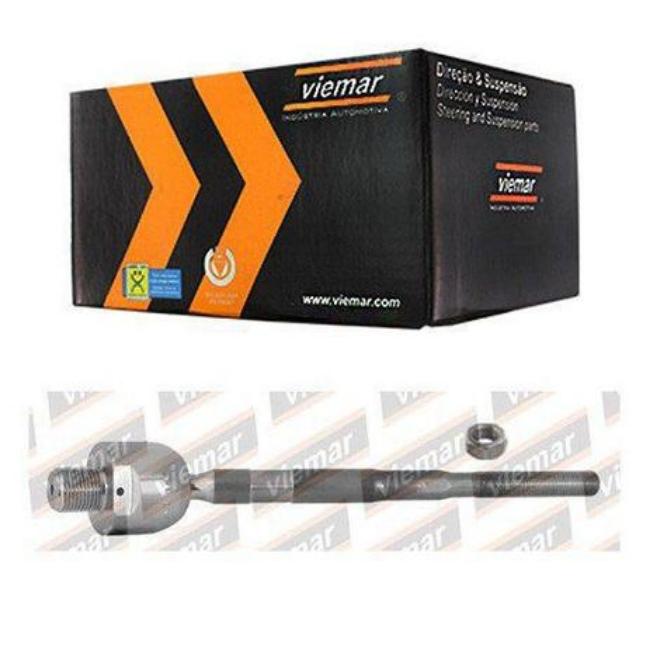 viemar
INDÚSTRIA AUTOMOTIVA
Direção & Suspensão
Dirección y Suspensión
Steering and Suspension parts
viemar
INDÚSTRIA AUTOMOTIVA
www.viemar.com
viemar
viemar
viemar
viemar